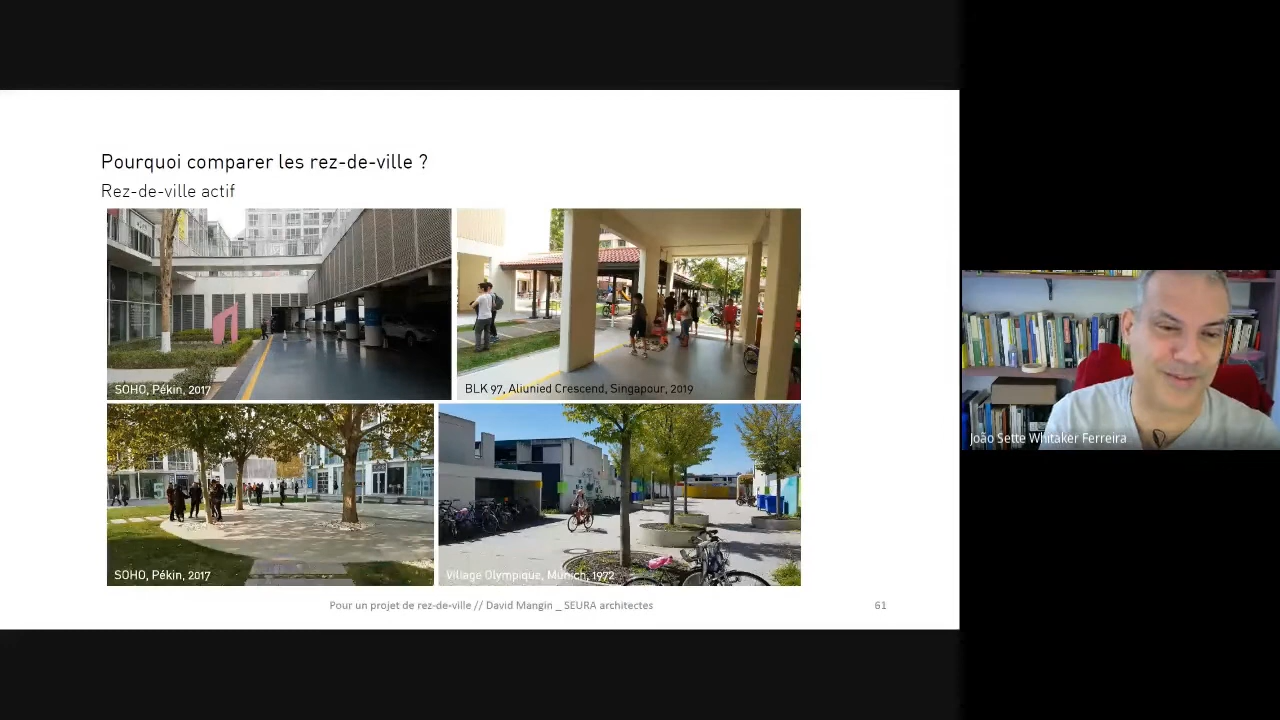 Pourquoi comparer les rez-de-ville ?
Rez-de-ville actif
SOHO, Pékin, 2017
BLK 97, Aliunied Crescend, Singapour, 2019
SOHO, Pékin, 2017
Village Olympique, Munich, 1972
Pour un projet de rez-de-ville // David Mangin _ SEURA architectes
61
João Sette Whitaker Ferreira